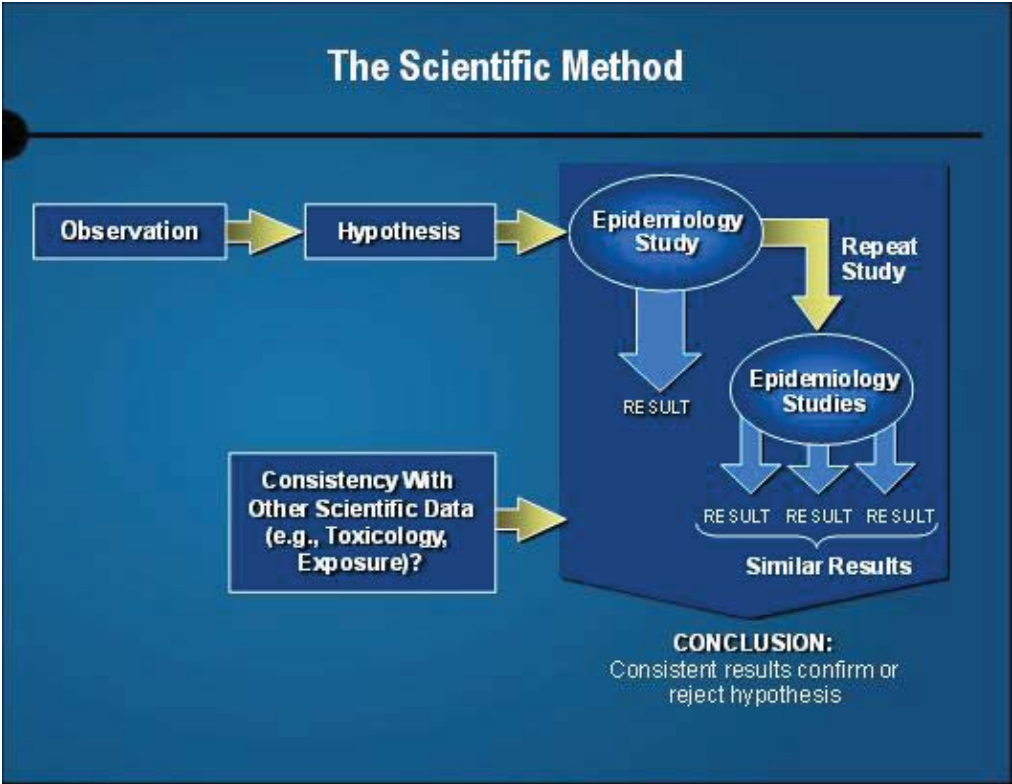 The Scientific Method
Observation
Hypothesis
Epidemiology
Study
Repeat
Study
RESULT
Epidemiology
Studies
RESULT RESULT RESULT
Similar Results
Consistency With
Other Scientific Data
(e.g., Toxicology,
Exposure)?
CONCLUSION:
Consistent results confirm or
reject hypothesis